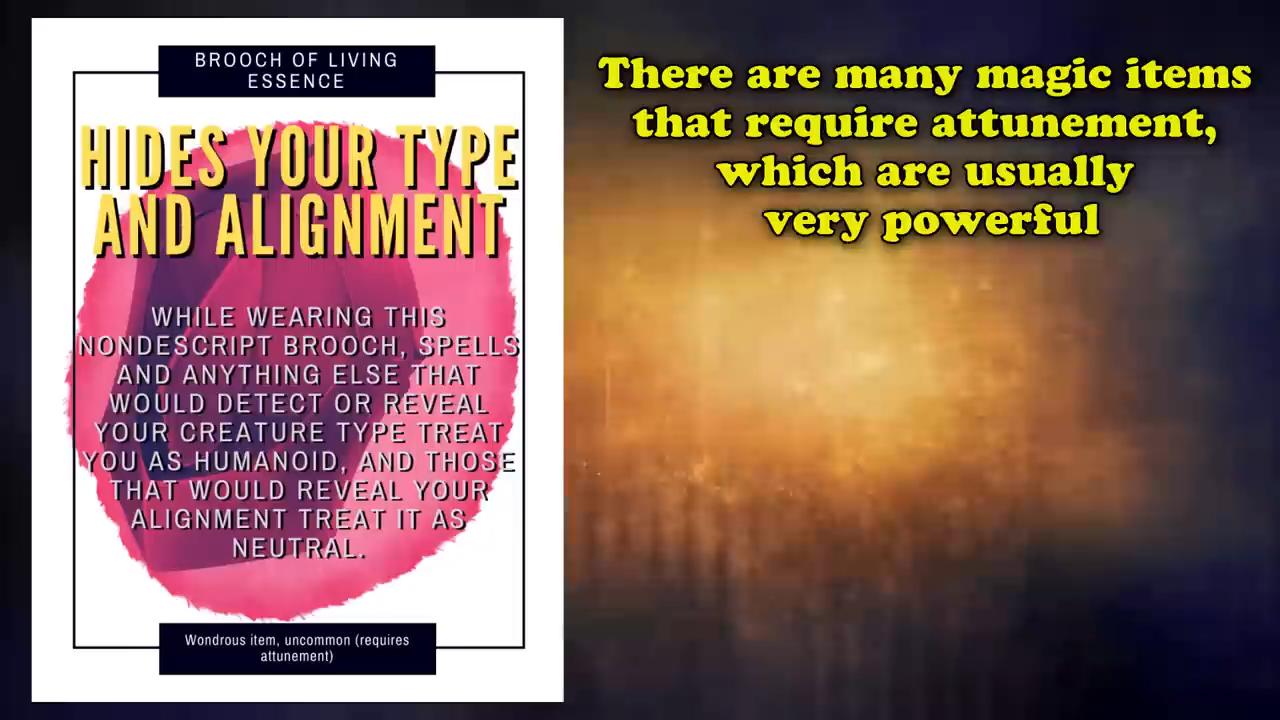 BROOCH OF LIVING
ESSENCE
HIDES YOUR TYPE
AND ALIGNMENT
WHILE WEARING THIS
NONDESCRIPT BROOCH, SPELLS
AND ANYTHING ELSE THAT
WOULD DETECT OR REVEAL
YOUR CREATURE TYPE TREAT
YOU AS HUMANOID, AND THOSE
THAT WOULD REVEAL YOUR
ALIGNMENT TREAT IT AS
NEUTRAL.
Wondrous item, uncommon (requires
attunement)
There are many magic items
that require attunement,
which are usually
very powerful